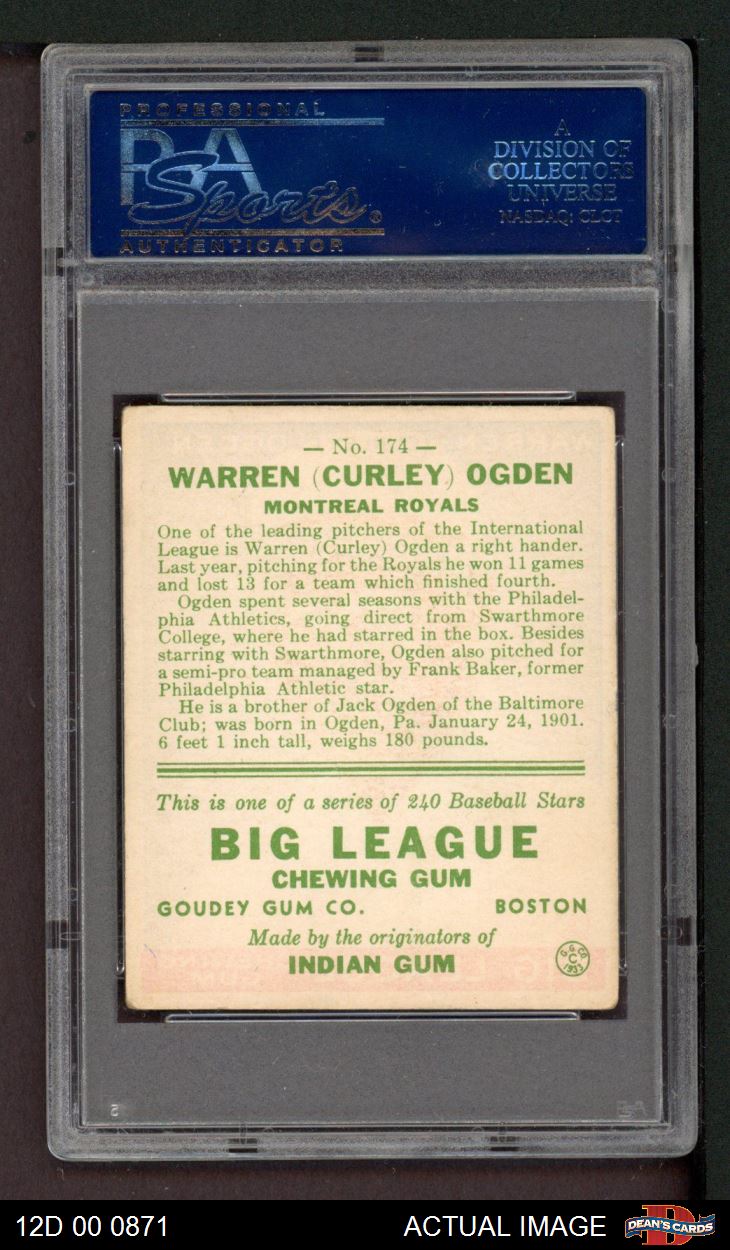 PROFESSIONAL
PSA
Sports®
AUTHENTICATOR
A
DIVISION OF
COLLECTORS
UNIVERSE
NASDAQ: CLCT
— No. 174 —
WARREN (CURLEY) OGDEN
MONTREAL ROYALS
One of the leading pitchers of the International
League is Warren (Curley) Ogden a right hander.
Last year, pitching for the Royals he won 11 games
and lost 13 for a team which finished fourth.
Ogden spent several seasons with the Philadel-
phia Athletics, going direct from Swarthmore
College, where he had starred in the box. Besides
starring with Swarthmore, Ogden also pitched for
a semi-pro team managed by Frank Baker, former
Philadelphia Athletic star.
He is a brother of Jack Ogden of the Baltimore
Club; was born in Ogden, Pa. January 24, 1901.
6 feet 1 inch tall, weighs 180 pounds.
This is one of a series of 240 Baseball Stars
BIG LEAGUE
CHEWING GUM
GOUDEY GUM CO. BOSTON
Made by the originators of
INDIAN GUM
G. G. CO
C
1933
12D 00 0871 ACTUAL IMAGE
D
DEAN'S CARDS